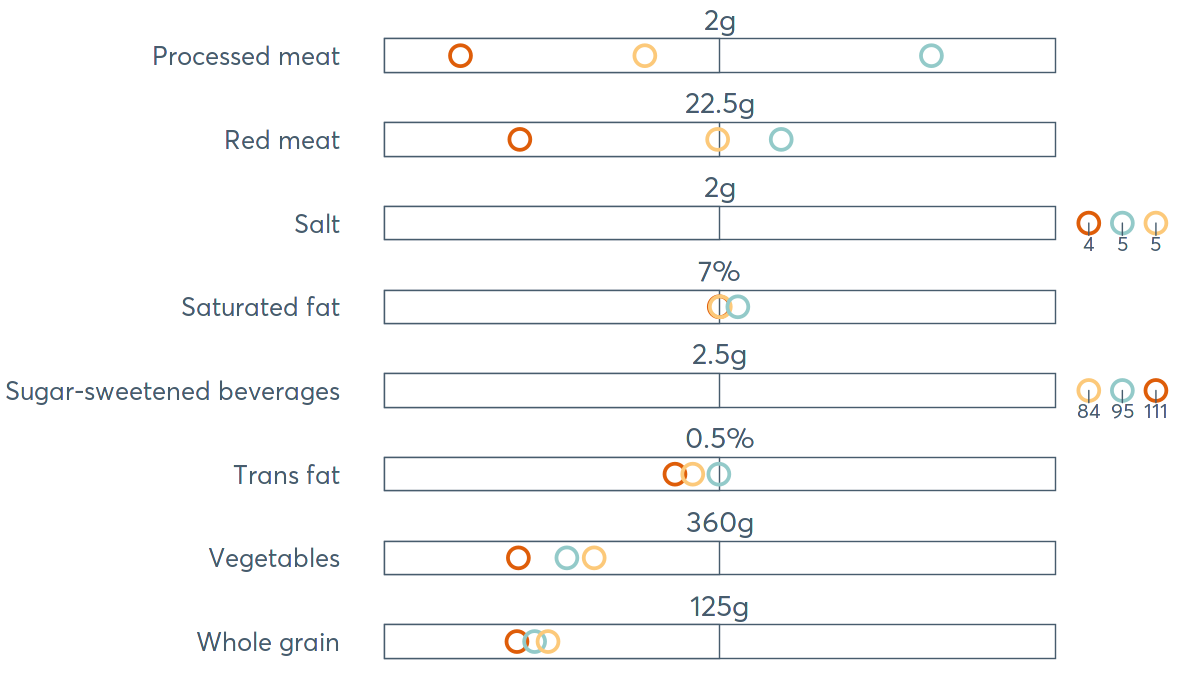 2g
Processed meat
22.5g
Red meat
2g
Salt
4 5 5
7%
Saturated fat
2.5g
Sugar-sweetened beverages
84 95 111
0.5%
Trans fat
360g
Vegetables
125g
Whole grain